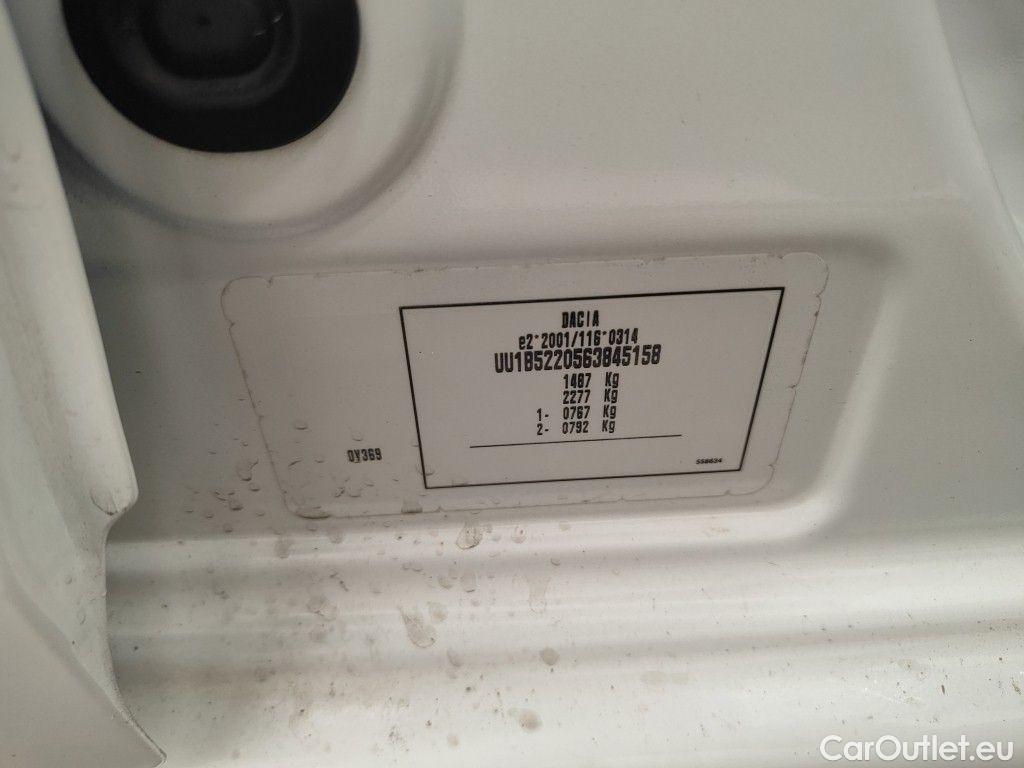 DACIA
e2*2001/116*0314
UU1B5220563845158
1487 Kg
2277 Kg
1- 0767 Kg
2- 0792 Kg
OV369
558634
CarOutlet.eu